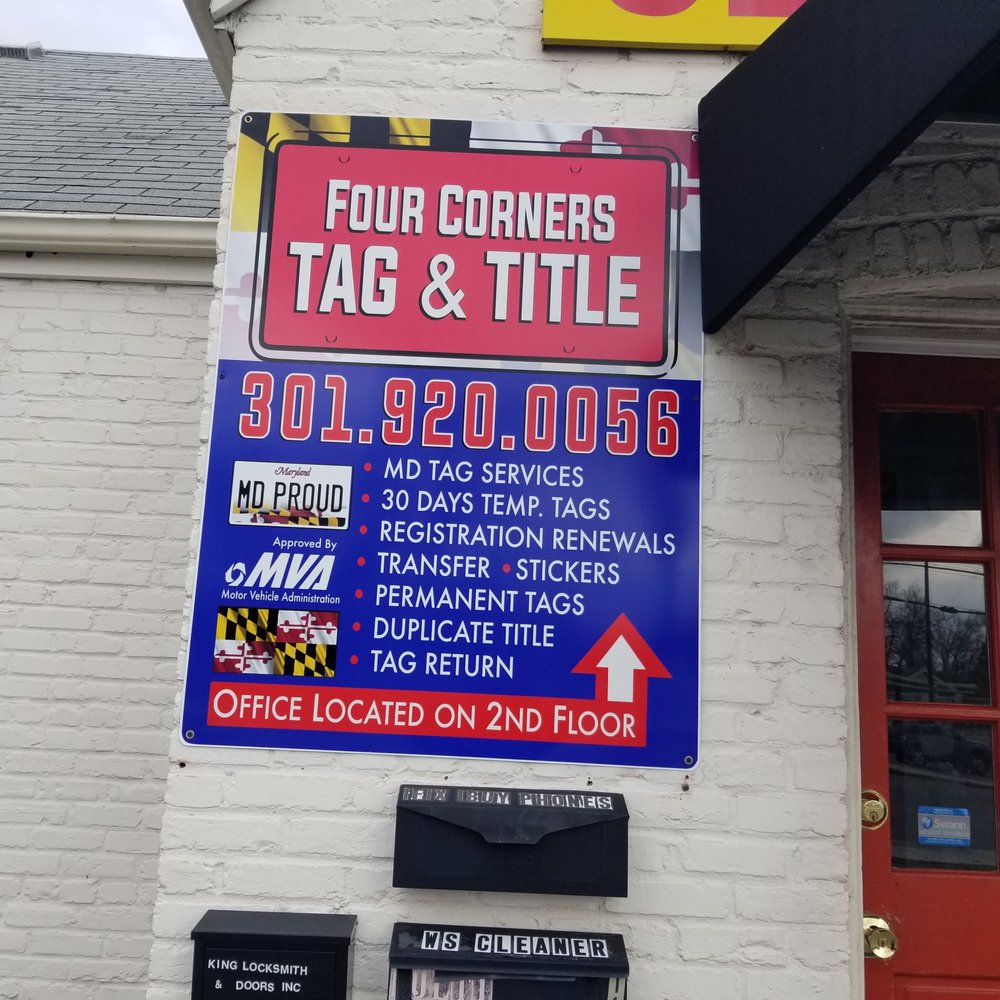 FOUR CORNERS
TAG & TITLE
301.920.0056
Maryland
MD PROUD
Approved By
MVA
Motor Vehicle Administration
• MD TAG SERVICES
• 30 DAYS TEMP. TAGS
• REGISTRATION RENEWALS
• TRANSFER • STICKERS
• PERMANENT TAGS
• DUPLICATE TITLE
• TAG RETURN
OFFICE LOCATED ON 2ND FLOOR
BUY PHONES
WS CLEANER
KING LOCKSMITH
& DOORS INC
Swann